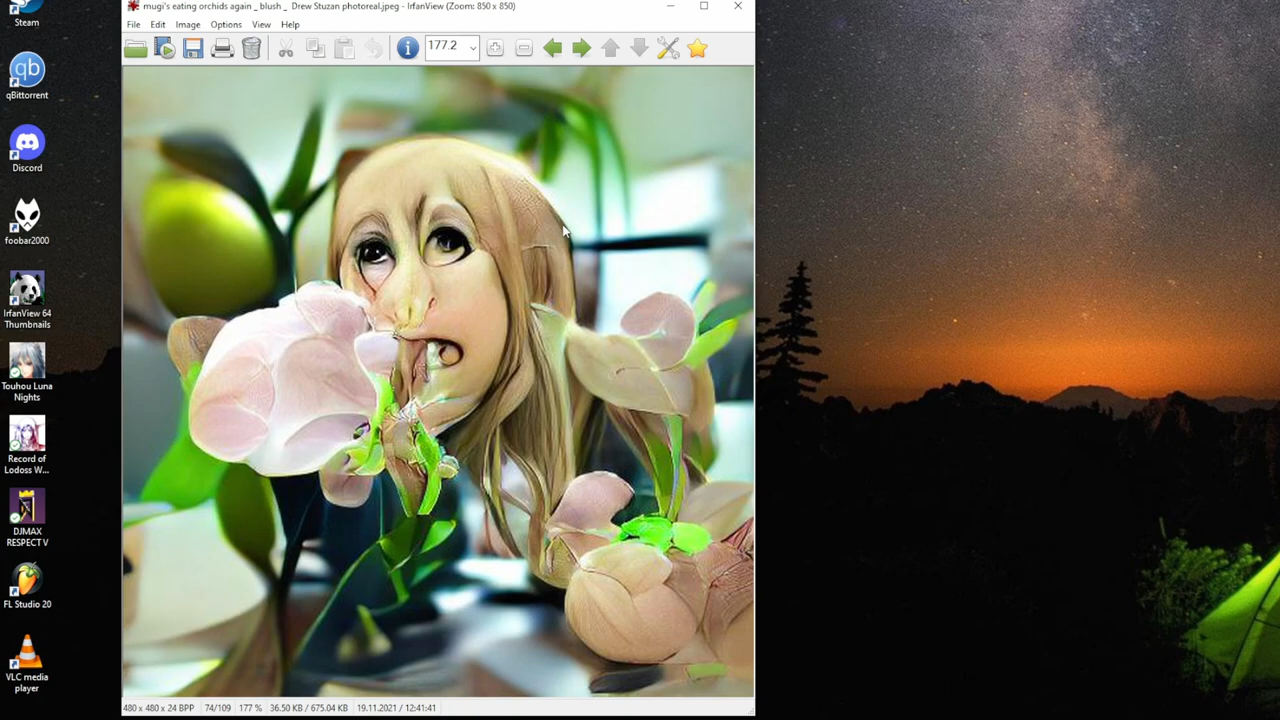 mugi's eating orchids again _ blush _ Drew Stuzan photoreal.jpeg - IrfanView (Zoom: 850 x 850)
File Edit Image Options View Help
177.2
Steam
qb
qBittorrent
Discord
foobar2000
IrfanView 64
Thumbnails
Touhou Luna
Nights
Record of
Lodoss W...
DJMAX
RESPECT V
FL Studio 20
VLC media
player
480 x 480 x 24 BPP 74/109 177 % 36.50 KB / 675.04 KB 19.11.2021 / 12:41:41